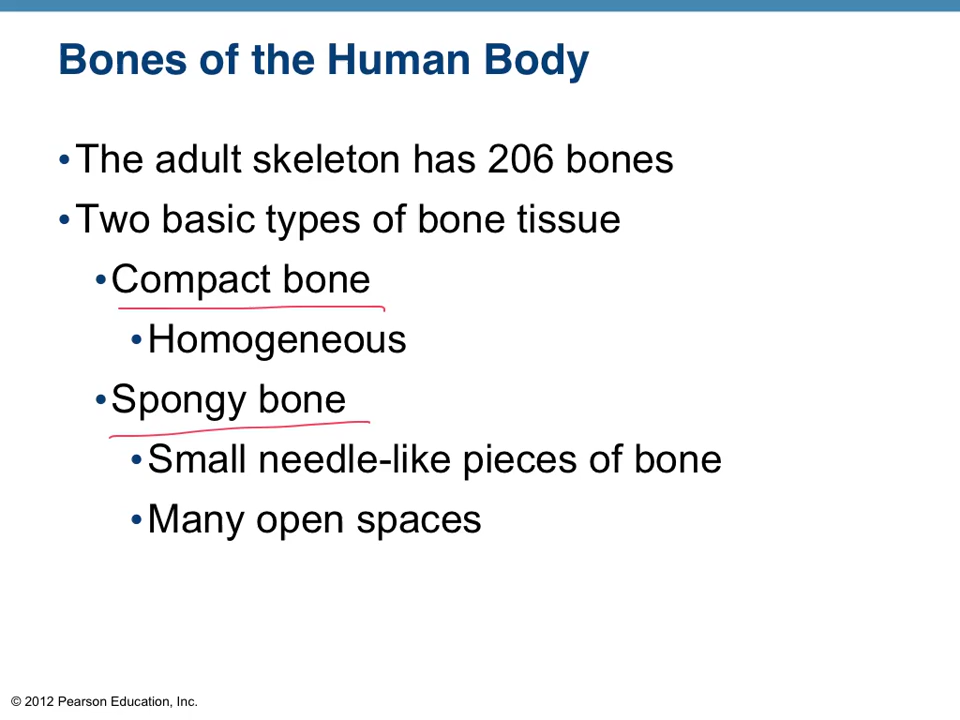 Bones of the Human Body
•The adult skeleton has 206 bones
•Two basic types of bone tissue
•Compact bone
•Homogeneous
•Spongy bone
•Small needle-like pieces of bone
•Many open spaces
© 2012 Pearson Education, Inc.